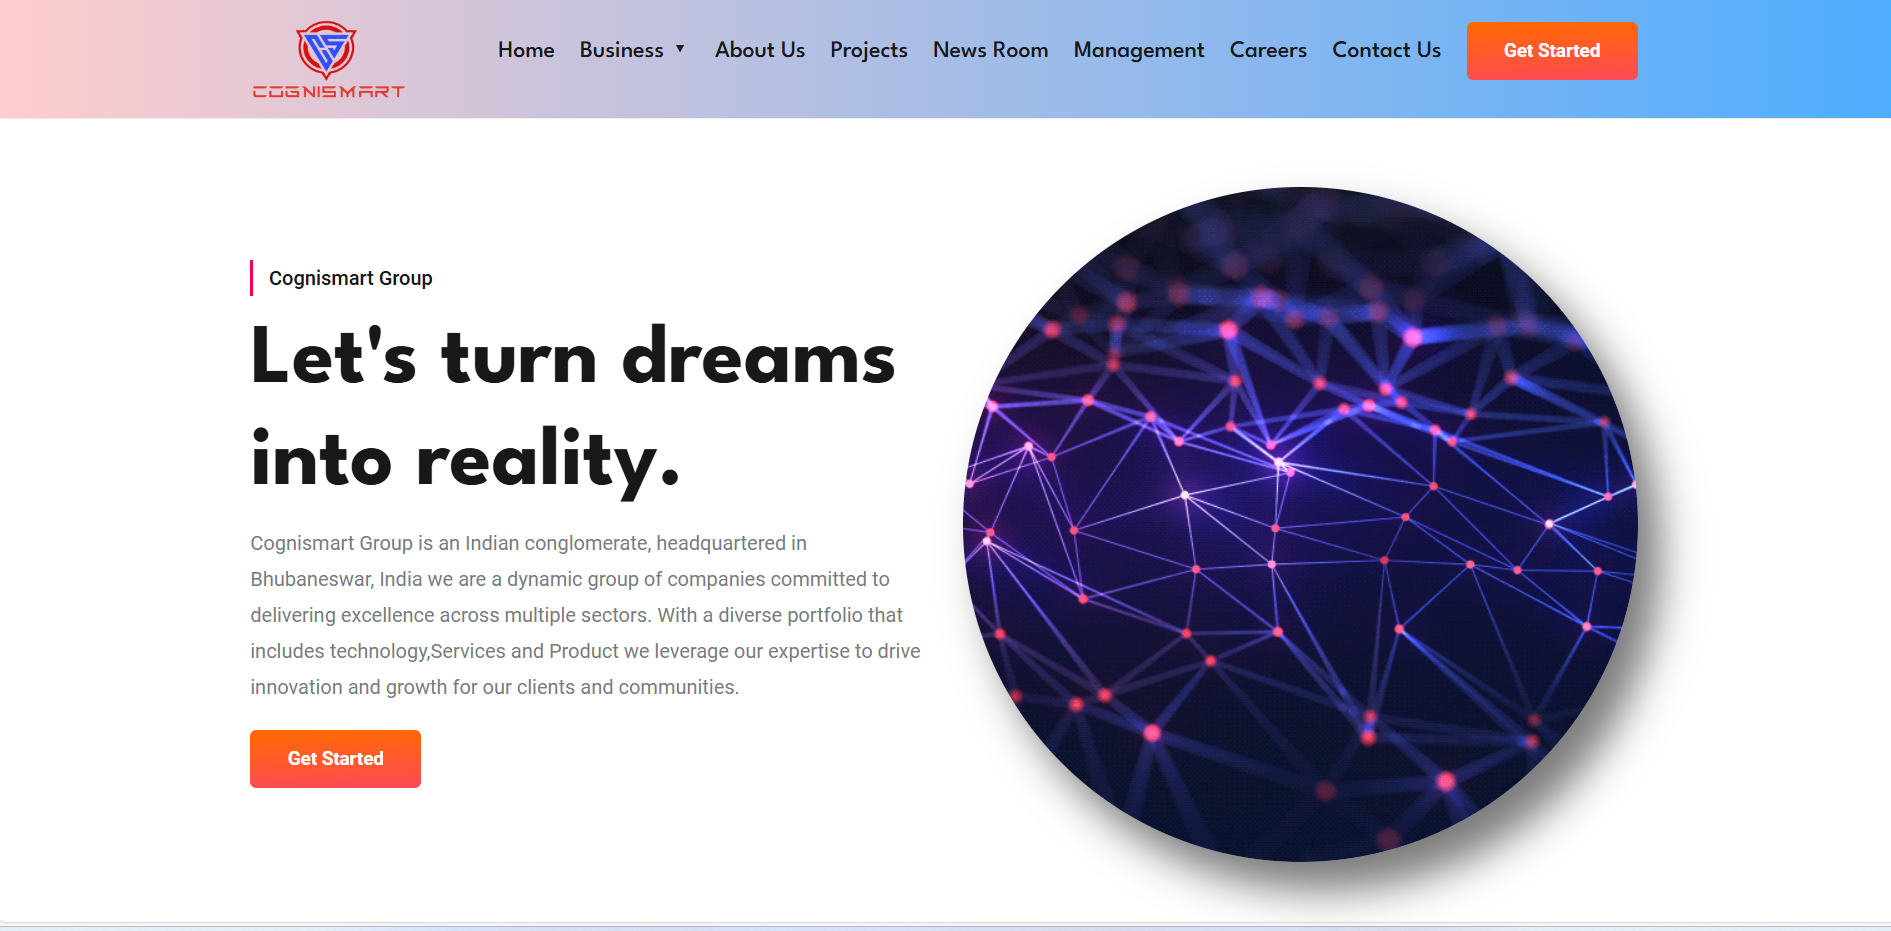 COGNISMART
Home Business ▼ About Us Projects News Room Management Careers Contact Us Get Started
Cognismart Group
Let's turn dreams
into reality.
Cognismart Group is an Indian conglomerate, headquartered in
Bhubaneswar, India we are a dynamic group of companies committed to
delivering excellence across multiple sectors. With a diverse portfolio that
includes technology,Services and Product we leverage our expertise to drive
innovation and growth for our clients and communities.
Get Started